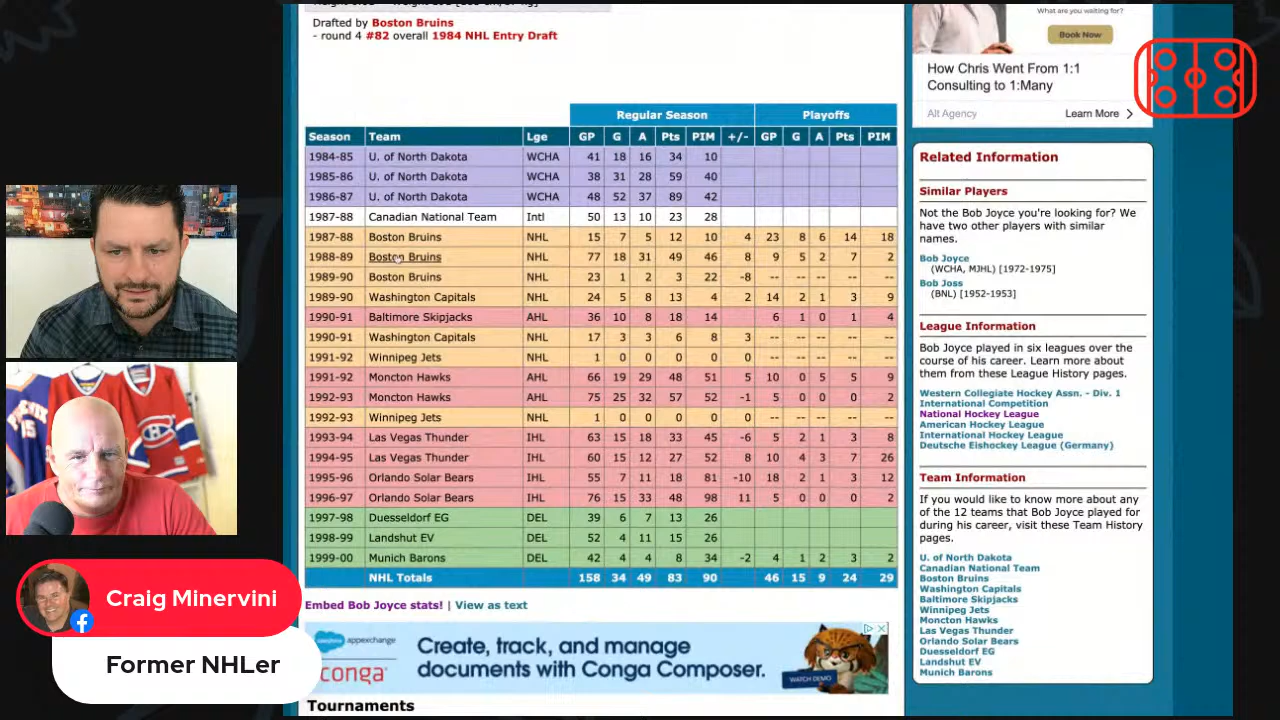 Drafted by Boston Bruins
- round 4 #82 overall 1984 NHL Entry Draft
Regular Season Playoffs
Season Team Lge GP G A Pts PIM +/- GP G A Pts PIM
1984-85 U. of North Dakota WCHA 41 18 16 34 10
1985-86 U. of North Dakota WCHA 38 31 28 59 40
1986-87 U. of North Dakota WCHA 48 52 37 89 42
1987-88 Canadian National Team Intl 50 13 10 23 28
1987-88 Boston Bruins NHL 15 7 5 12 10 4 23 8 6 14 18
1988-89 Boston Bruins NHL 77 18 31 49 46 8 9 5 2 7 2
1989-90 Boston Bruins NHL 23 1 2 3 22 -8 -- -- -- -- --
1989-90 Washington Capitals NHL 24 5 8 13 4 2 14 2 1 3 9
1990-91 Baltimore Skipjacks AHL 36 10 8 18 14 6 1 0 1 4
1990-91 Washington Capitals NHL 17 3 3 6 8 3 -- -- -- -- --
1991-92 Winnipeg Jets NHL 1 0 0 0 0 0 -- -- -- -- --
1991-92 Moncton Hawks AHL 66 19 29 48 51 5 10 0 5 5 9
1992-93 Moncton Hawks AHL 75 25 32 57 52 -1 5 0 0 0 2
1992-93 Winnipeg Jets NHL 1 0 0 0 0 0 -- -- -- -- --
1993-94 Las Vegas Thunder IHL 63 15 18 33 45 -6 5 2 1 3 8
1994-95 Las Vegas Thunder IHL 60 15 12 27 52 8 10 4 3 7 26
1995-96 Orlando Solar Bears IHL 55 7 11 18 81 -10 18 2 1 3 12
1996-97 Orlando Solar Bears IHL 76 15 33 48 98 11 5 0 0 0 2
1997-98 Duesseldorf EG DEL 39 6 7 13 26
1998-99 Landshut EV DEL 52 4 11 15 26
1999-00 Munich Barons DEL 42 4 4 8 34 -2 4 1 2 3 2
NHL Totals 158 34 49 83 90 46 15 9 24 29
Embed Bob Joyce stats! | View as text
salesforce appexchange
conga
Create, track, and manage
documents with Conga Composer.
WATCH DEMO
Tournaments
What are you waiting for?
Book Now
How Chris Went From 1:1
Consulting to 1:Many
Alt Agency Learn More
Related Information
Similar Players
Not the Bob Joyce you're looking for? We
have two other players with similar
names.
Bob Joyce
(WCHA, MJHL) [1972-1975]
Bob Joss
(BNL) [1952-1953]
League Information
Bob Joyce played in six leagues over the
course of his career. Learn more about
them from these League History pages.
Western Collegiate Hockey Assn. - Div. 1
International Competition
National Hockey League
American Hockey League
International Hockey League
Deutsche Eishockey League (Germany)
Team Information
If you would like to know more about any
of the 12 teams that Bob Joyce played for
during his career, visit these Team History
pages.
U. of North Dakota
Canadian National Team
Boston Bruins
Washington Capitals
Baltimore Skipjacks
Winnipeg Jets
Moncton Hawks
Las Vegas Thunder
Orlando Solar Bears
Duesseldorf EG
Landshut EV
Munich Barons
15
Craig Minervini
Former NHLer